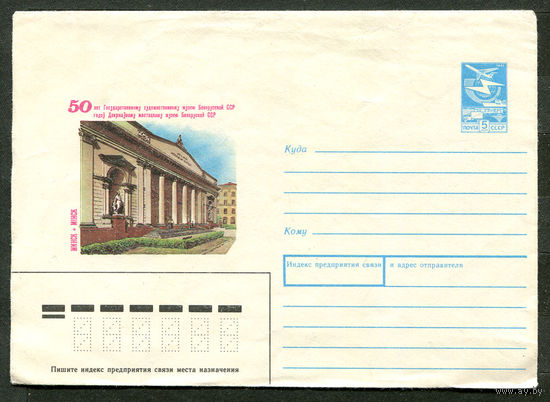 50 лет Государственному художественному музею Белорусской ССР
год Дзяржаўнаму мастацкаму музею Беларускай ССР
МИНСК • МІНСК
ПОЧТА 5 СССР
Куда
Кому
Индекс предприятия связи и адрес отправителя
Пишите индекс предприятия связи места назначения
www.ay.by